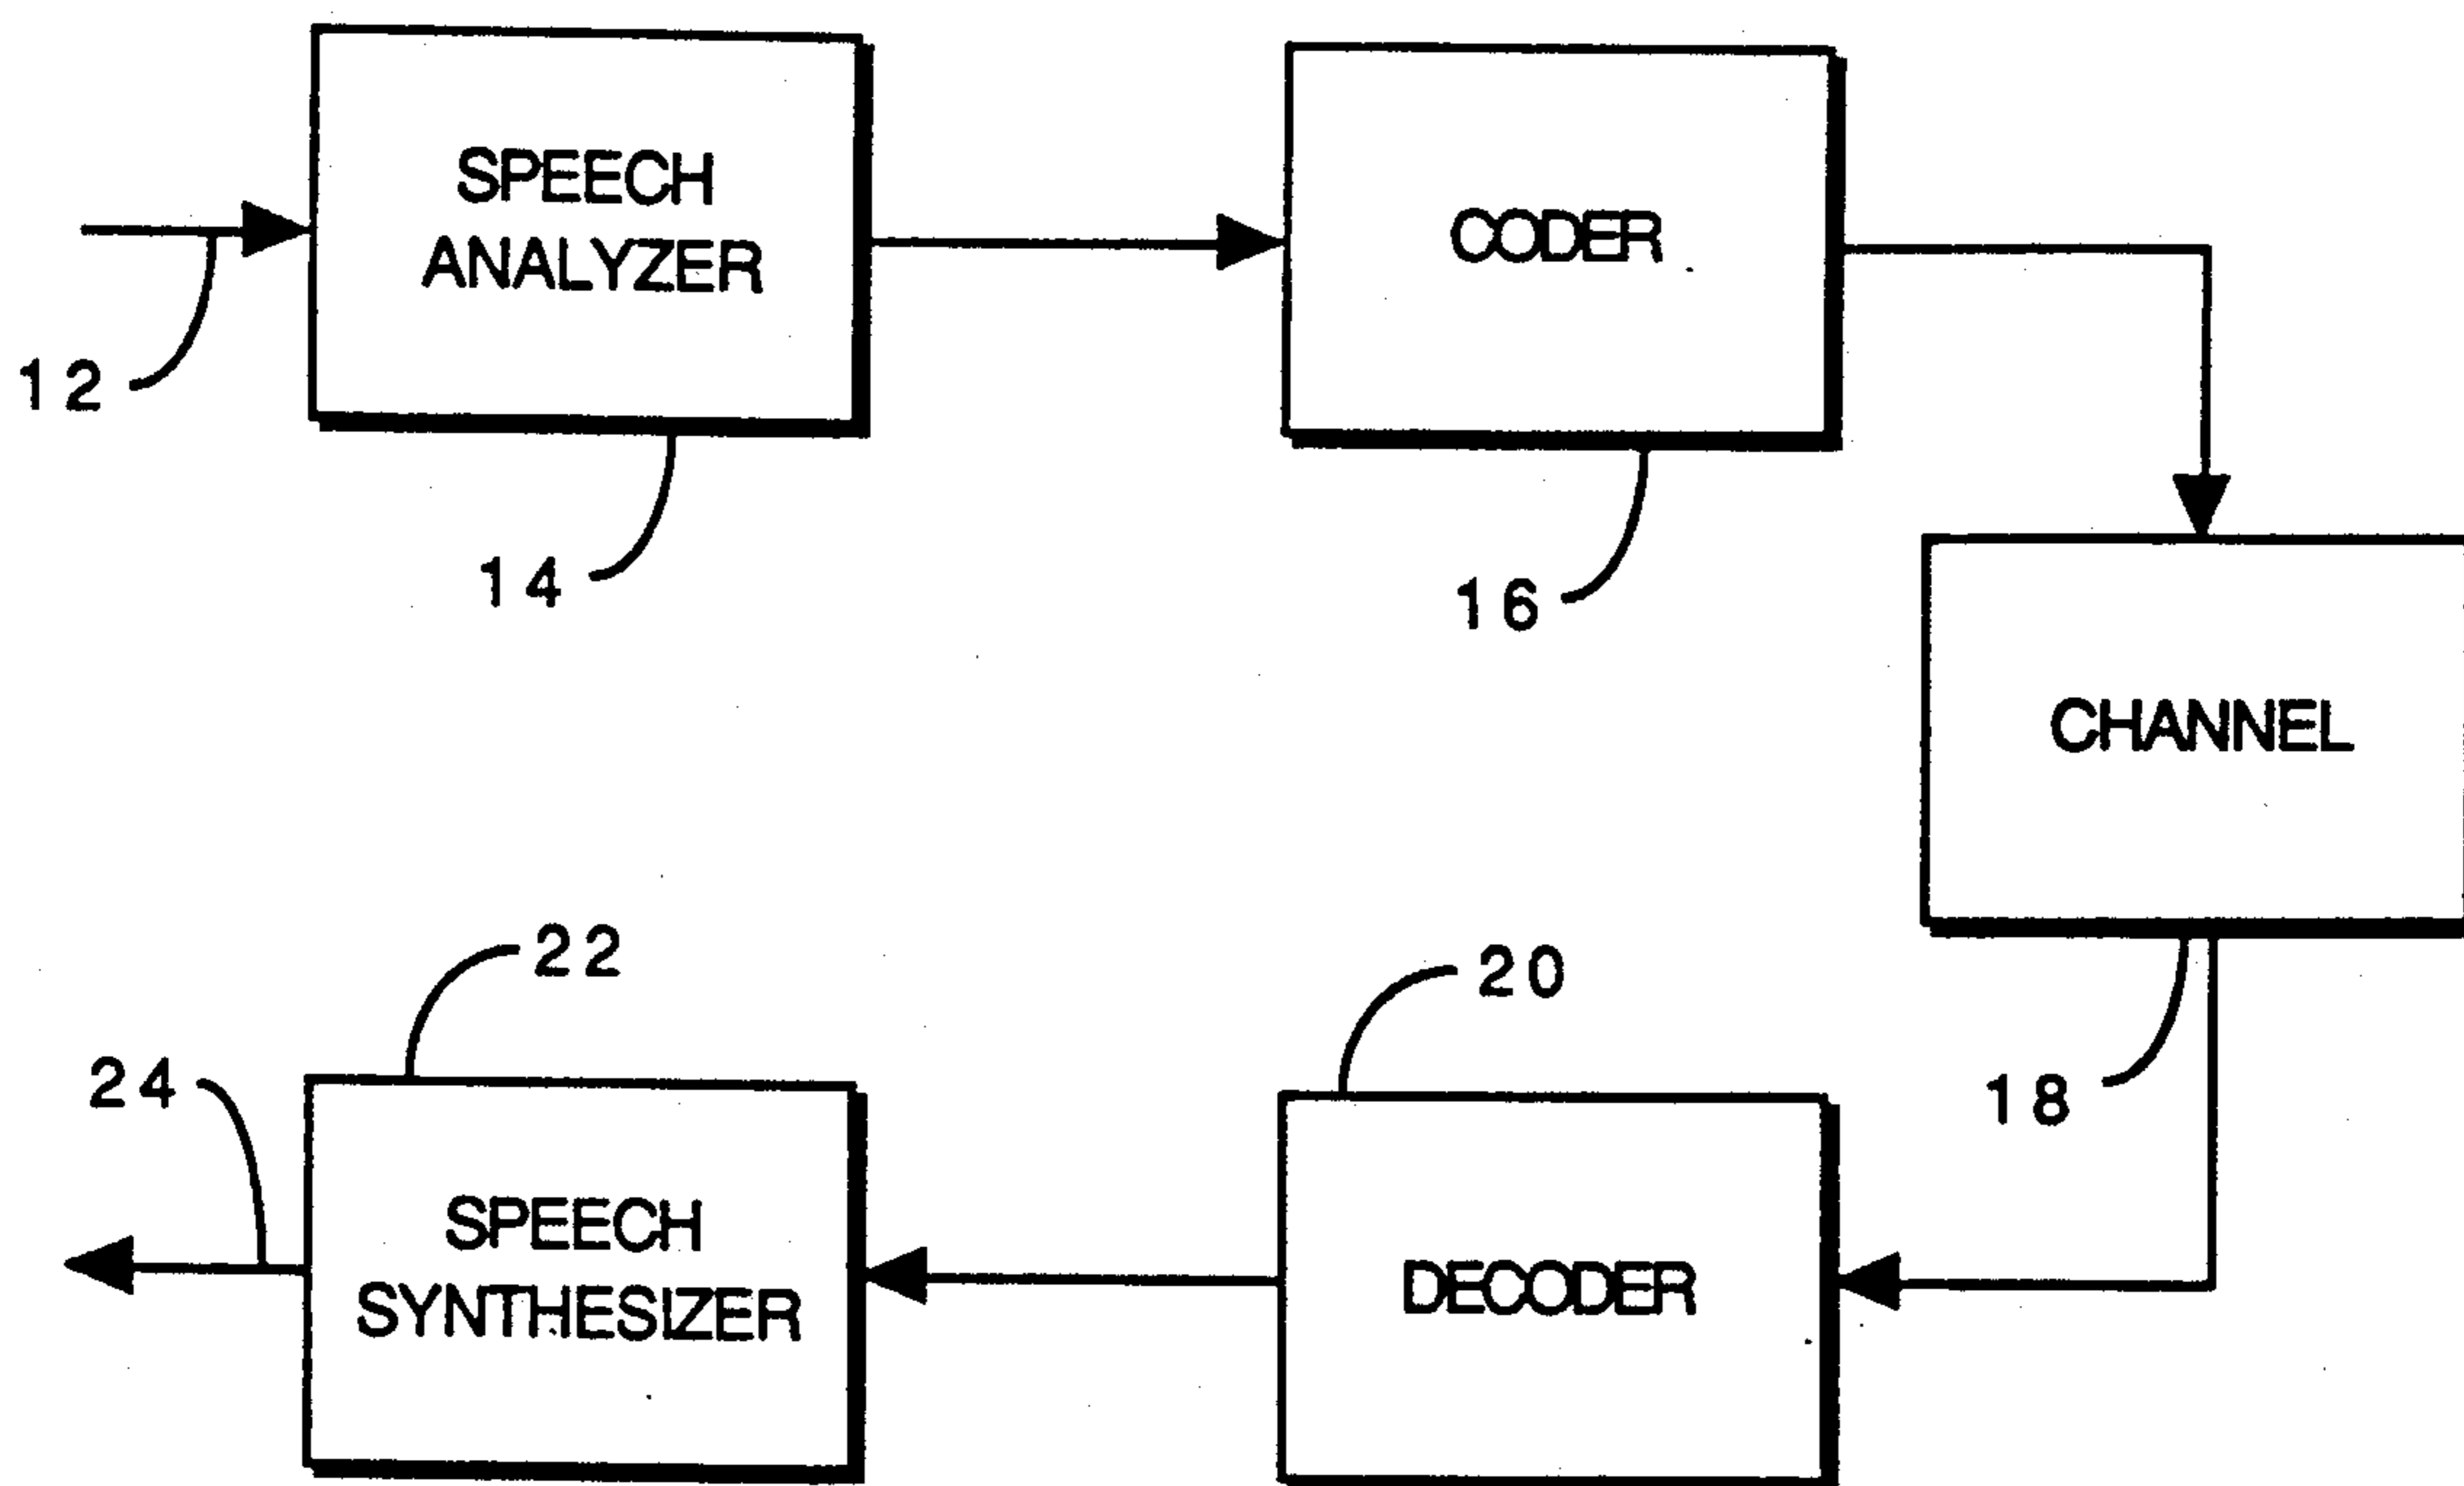 SPEECH
ANALYZER
CODER
12
14
16
CHANNEL
22
20
24
18
SPEECH
SYNTHESIZER
DECODER